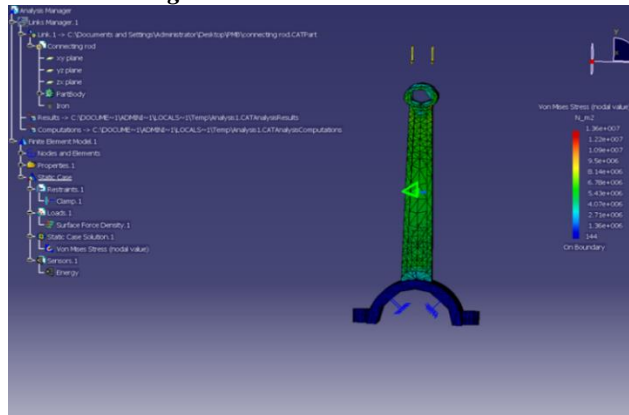 Analysis Manager
Links Manager.1
Link.1 -> C:\Documents and Settings\Administrator\Desktop\PMB\connecting rod.CATPart
Connecting rod
xy plane
yz plane
zx plane
PartBody
Iron
Results -> C:\DOCUME~1\ADMINI~1\LOCALS~1\Temp\Analysis1.CATAnalysisResults
Computations -> C:\DOCUME~1\ADMINI~1\LOCALS~1\Temp\Analysis1.CATAnalysisComputations
Finite Element Model.1
Nodes and Elements
Properties.1
Static Case
Restraints.1
Clamp.1
Loads.1
Surface Force Density.1
Static Case Solution.1
Von Mises Stress (nodal value)
Sensors.1
Energy
y
Von Mises Stress (nodal value)
N_m2
1.36e+007
1.22e+007
1.09e+007
9.5e+006
8.14e+006
6.78e+006
5.43e+006
4.07e+006
2.71e+006
1.36e+006
144
On Boundary